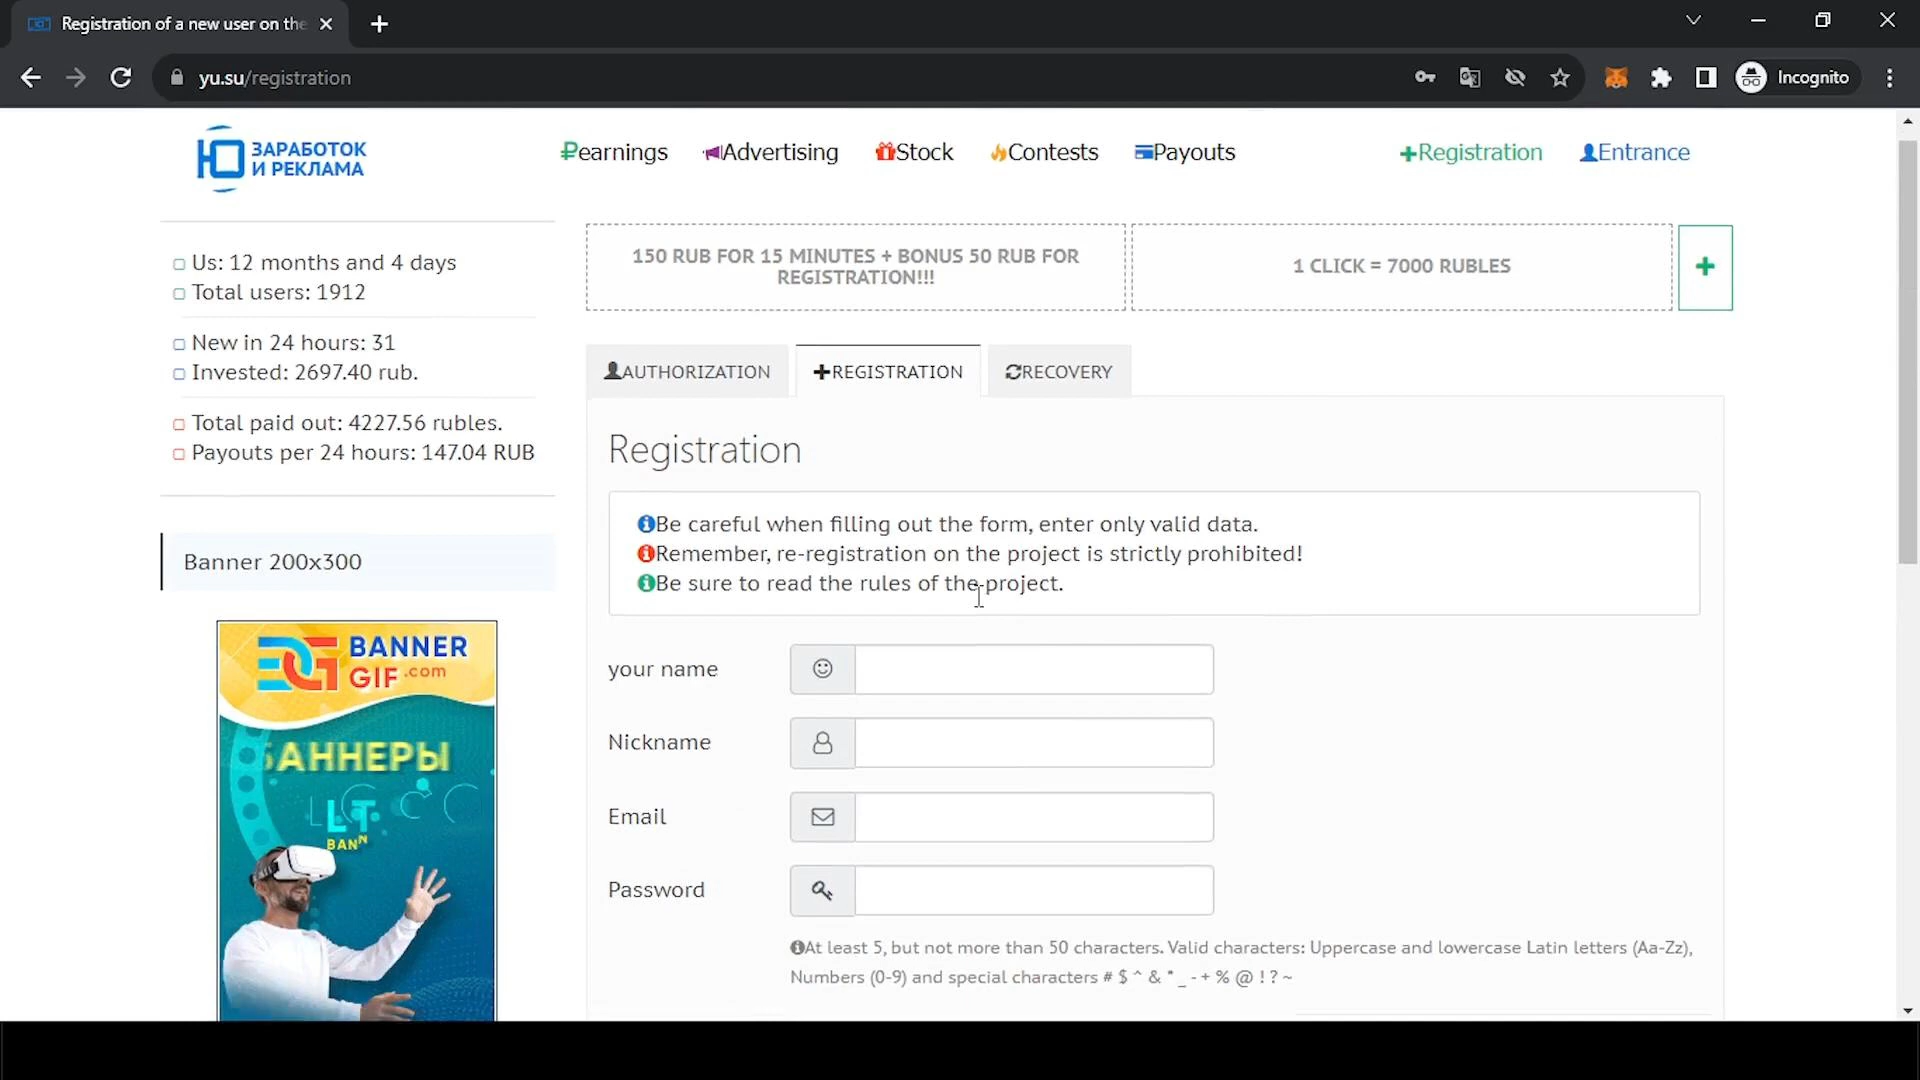 Registration of a new user on the
yu.su/registration
Incognito
ЗАРАБОТОК
И РЕКЛАМА
₽earnings
Advertising
Stock
Contests
Payouts
+Registration
Entrance
Us: 12 months and 4 days
Total users: 1912
New in 24 hours: 31
Invested: 2697.40 rub.
Total paid out: 4227.56 rubles.
Payouts per 24 hours: 147.04 RUB
Banner 200x300
BANNER
GIF.com
БАННЕРЫ
LT
BAN
150 RUB FOR 15 MINUTES + BONUS 50 RUB FOR
REGISTRATION!!!
1 CLICK = 7000 RUBLES
+
AUTHORIZATION
+REGISTRATION
RECOVERY
Registration
Be careful when filling out the form, enter only valid data.
Remember, re-registration on the project is strictly prohibited!
Be sure to read the rules of the project.
your name
Nickname
Email
Password
At least 5, but not more than 50 characters. Valid characters: Uppercase and lowercase Latin letters (Aa-Zz),
Numbers (0-9) and special characters # $ ^ & * _ - + % @ ! ? ~